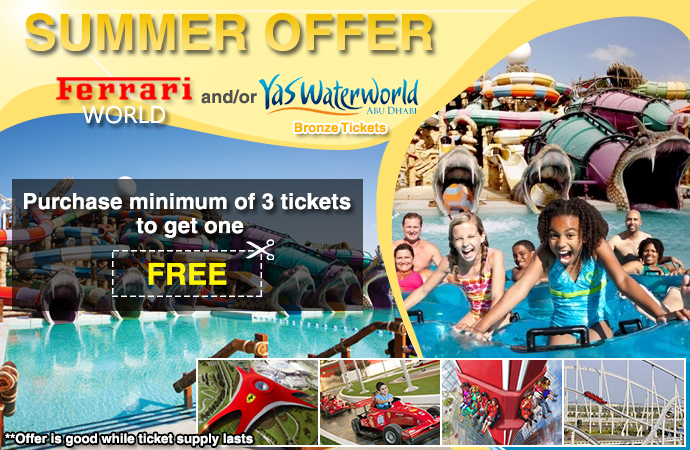 SUMMER OFFER
Ferrari
WORLD
and/or
Yas Waterworld
ABU DHABI
Bronze Tickets
Purchase minimum of 3 tickets
to get one
FREE
**Offer is good while ticket supply lasts